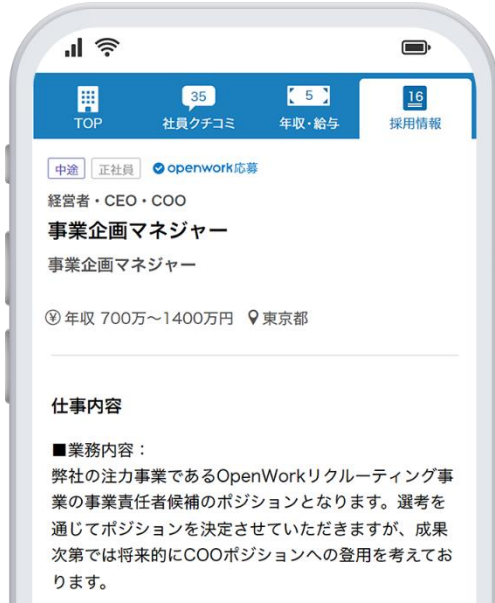 35
5
16
TOP
社員クチコミ
年収・給与
採用情報
中途 正社員 openwork応募
経営者・CEO・COO
事業企画マネジャー
事業企画マネジャー
年収 700万～1400万円 東京都
仕事内容
■業務内容：
弊社の注力事業であるOpenWorkリクルーティング事
業の事業責任者候補のポジションとなります。選考を
通じてポジションを決定させていただきますが、成果
次第では将来的にCOOポジションへの登用を考えてお
ります。